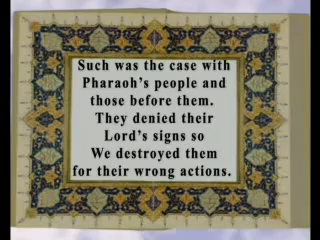 Such was the case with
Pharaoh's people and
those before them.
They denied their
Lord's signs so
We destroyed them
for their wrong actions.